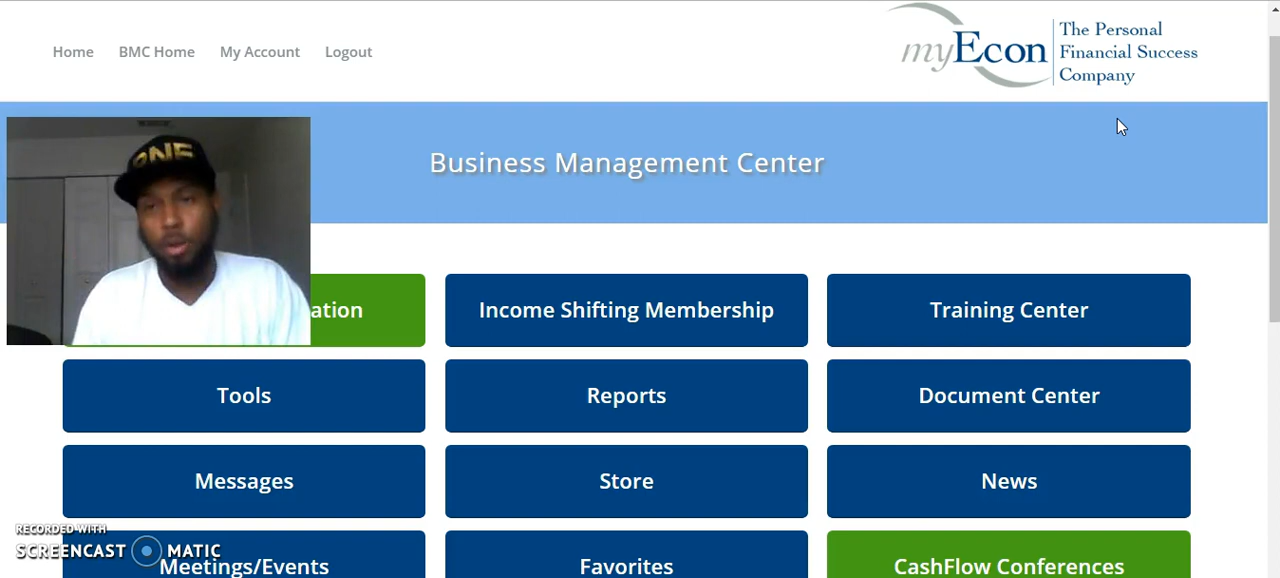 Home BMC Home My Account Logout
myEcon
The Personal
Financial Success
Company
Business Management Center
ONE
ation
Income Shifting Membership
Training Center
Tools
Reports
Document Center
Messages
Store
News
RECORDED WITH
SCREENCAST MATIC
Meetings/Events
Favorites
CashFlow Conferences